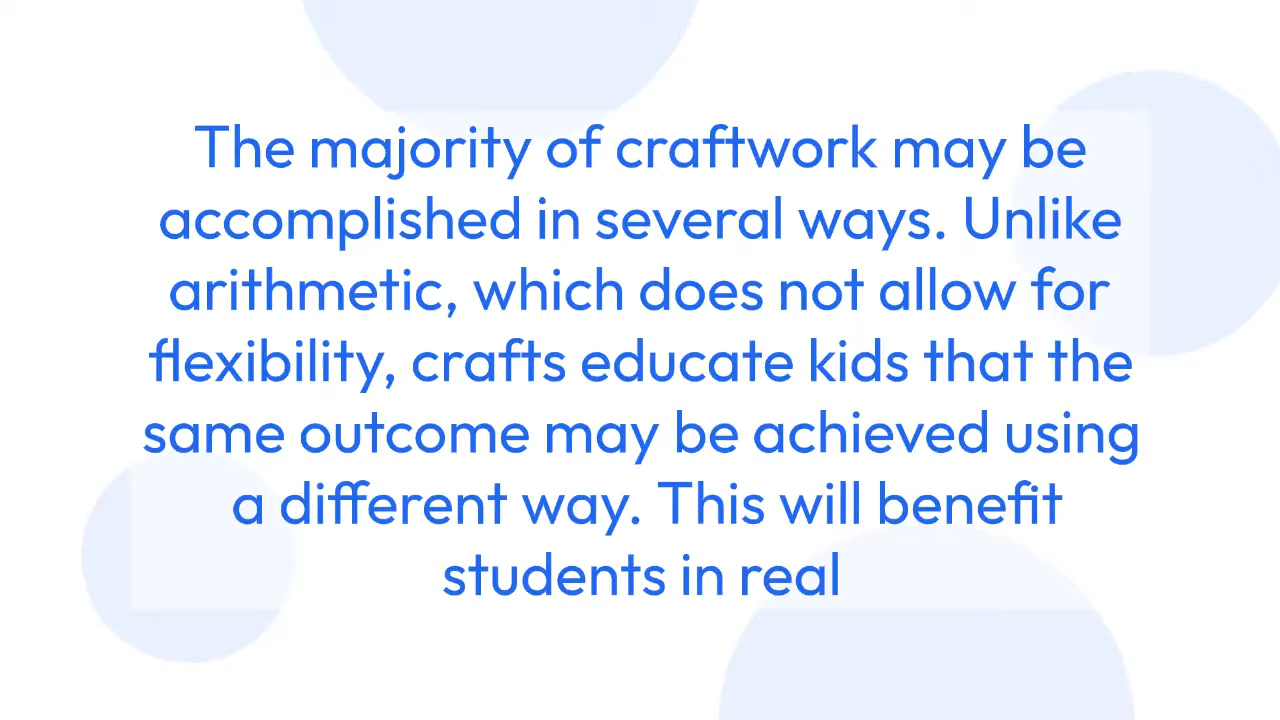 The majority of craftwork may be
accomplished in several ways. Unlike
arithmetic, which does not allow for
flexibility, crafts educate kids that the
same outcome may be achieved using
a different way. This will benefit
students in real